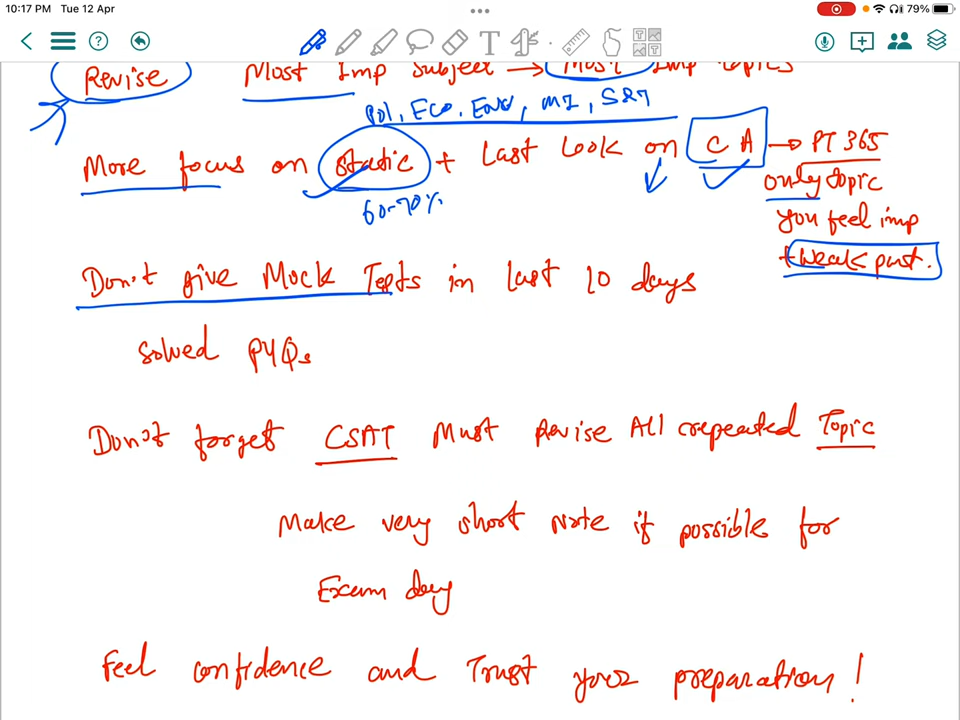 10:17 PM Tue 12 Apr
79%
Revise Most Imp Subject → Most Imp Topics
Pol, Eco, Env, MI, S&T
More focus on static + Last Look on CA → PT 365
60-70%
only topic
you feel imp
+ Weak part.
Don't give Mock Tests in last 10 days
solved PYQs
Don't forget CSAT Must Revise All repeated Topic
Make very short Note if possible for
Exam day
Feel confidence and Trust your preparation!